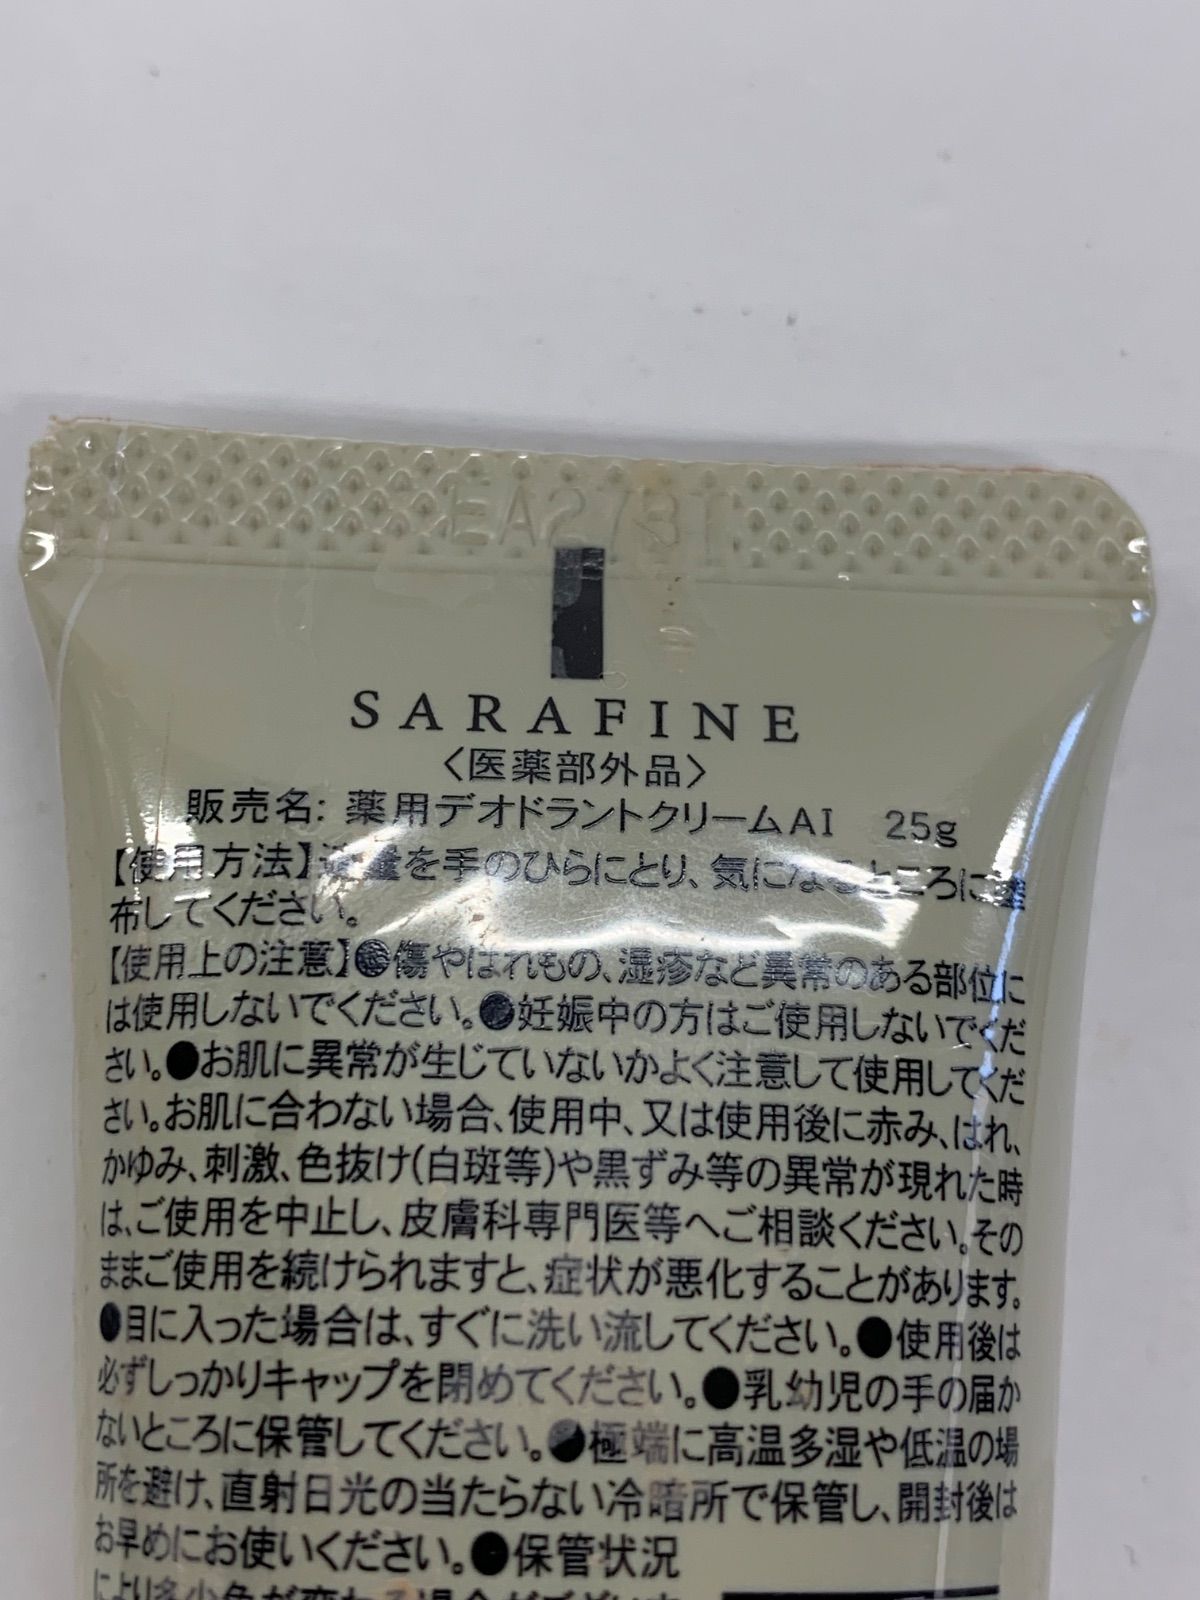 EA2731
SARAFINE
〈医薬部外品〉
販売名: 薬用デオドラントクリームAI 25g
【使用方法】適量を手のひらにとり、気になるところに塗
布してください。
【使用上の注意】●傷やはれもの、湿疹など異常のある部位に
は使用しないでください。●妊娠中の方はご使用しないでくだ
さい。●お肌に異常が生じていないかよく注意して使用してくだ
さい。お肌に合わない場合、使用中、又は使用後に赤み、はれ、
かゆみ、刺激、色抜け(白斑等)や黒ずみ等の異常が現れた時
は、ご使用を中止し、皮膚科専門医等へご相談ください。その
ままご使用を続けられますと、症状が悪化することがあります。
●目に入った場合は、すぐに洗い流してください。●使用後は
必ずしっかりキャップを閉めてください。●乳幼児の手の届か
ないところに保管してください。●極端に高温多湿や低温の場
所を避け、直射日光の当たらない冷暗所で保管し、開封後は
お早めにお使いください。●保管状況
により多少色が変わる場合がございま